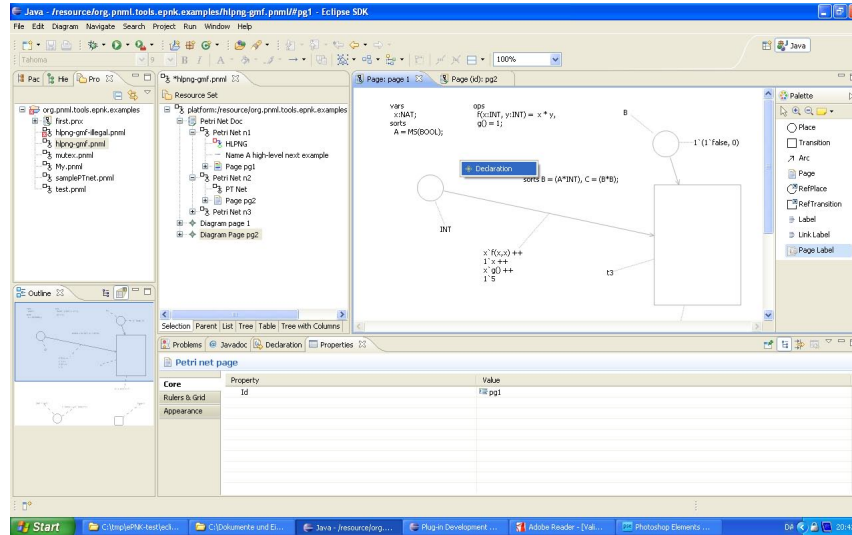 Java - /resource/org.pnml.tools.epnk.examples/hlpng-gmf.pnml/#pg1 - Eclipse SDK
File Edit Diagram Navigate Search Project Run Window Help
100%
Java
Tahoma
9
Pac
Hie
Pro
*hlpng-gmf.pnml
Page: page 1
Page (id): pg2
Resource Set
Palette
org.pnml.tools.epnk.examples
first.pnx
hlpng-gmf-illegal.pnml
hlpng-gmf.pnml
mutex.pnml
My.pnml
samplePTnet.pnml
test.pnml
platform:/resource/org.pnml.tools.epnk.examples
Petri Net Doc
Petri Net n1
HLPNG
Name A high-level next example
Page pg1
Petri Net n2
PT Net
Page pg2
Petri Net n3
Diagram page 1
Diagram Page pg2
vars
x:NAT;
sorts
A = MS(BOOL);
ops
f(x:INT, y:INT) = x * y,
g() = 1;
B
1`(1`false, 0)
Declaration
sorts B = (A*INT), C = (B*B);
INT
x`f(x,x) ++
1`x ++
x`g() ++
1`5
t3
Place
Transition
Arc
Page
RefPlace
RefTransition
Label
Link Label
Page Label
Outline
Selection Parent List Tree Table Tree with Columns
Problems Javadoc Declaration Properties
Petri net page
Core
Rulers & Grid
Appearance
Property Value
Id pg1
Start
C:\tmp\ePNK-test\ecli...
C:\Dokumente und Ei...
Java - /resource/org....
Plug-in Development ...
Adobe Reader - [Vali...
Photoshop Elements ...